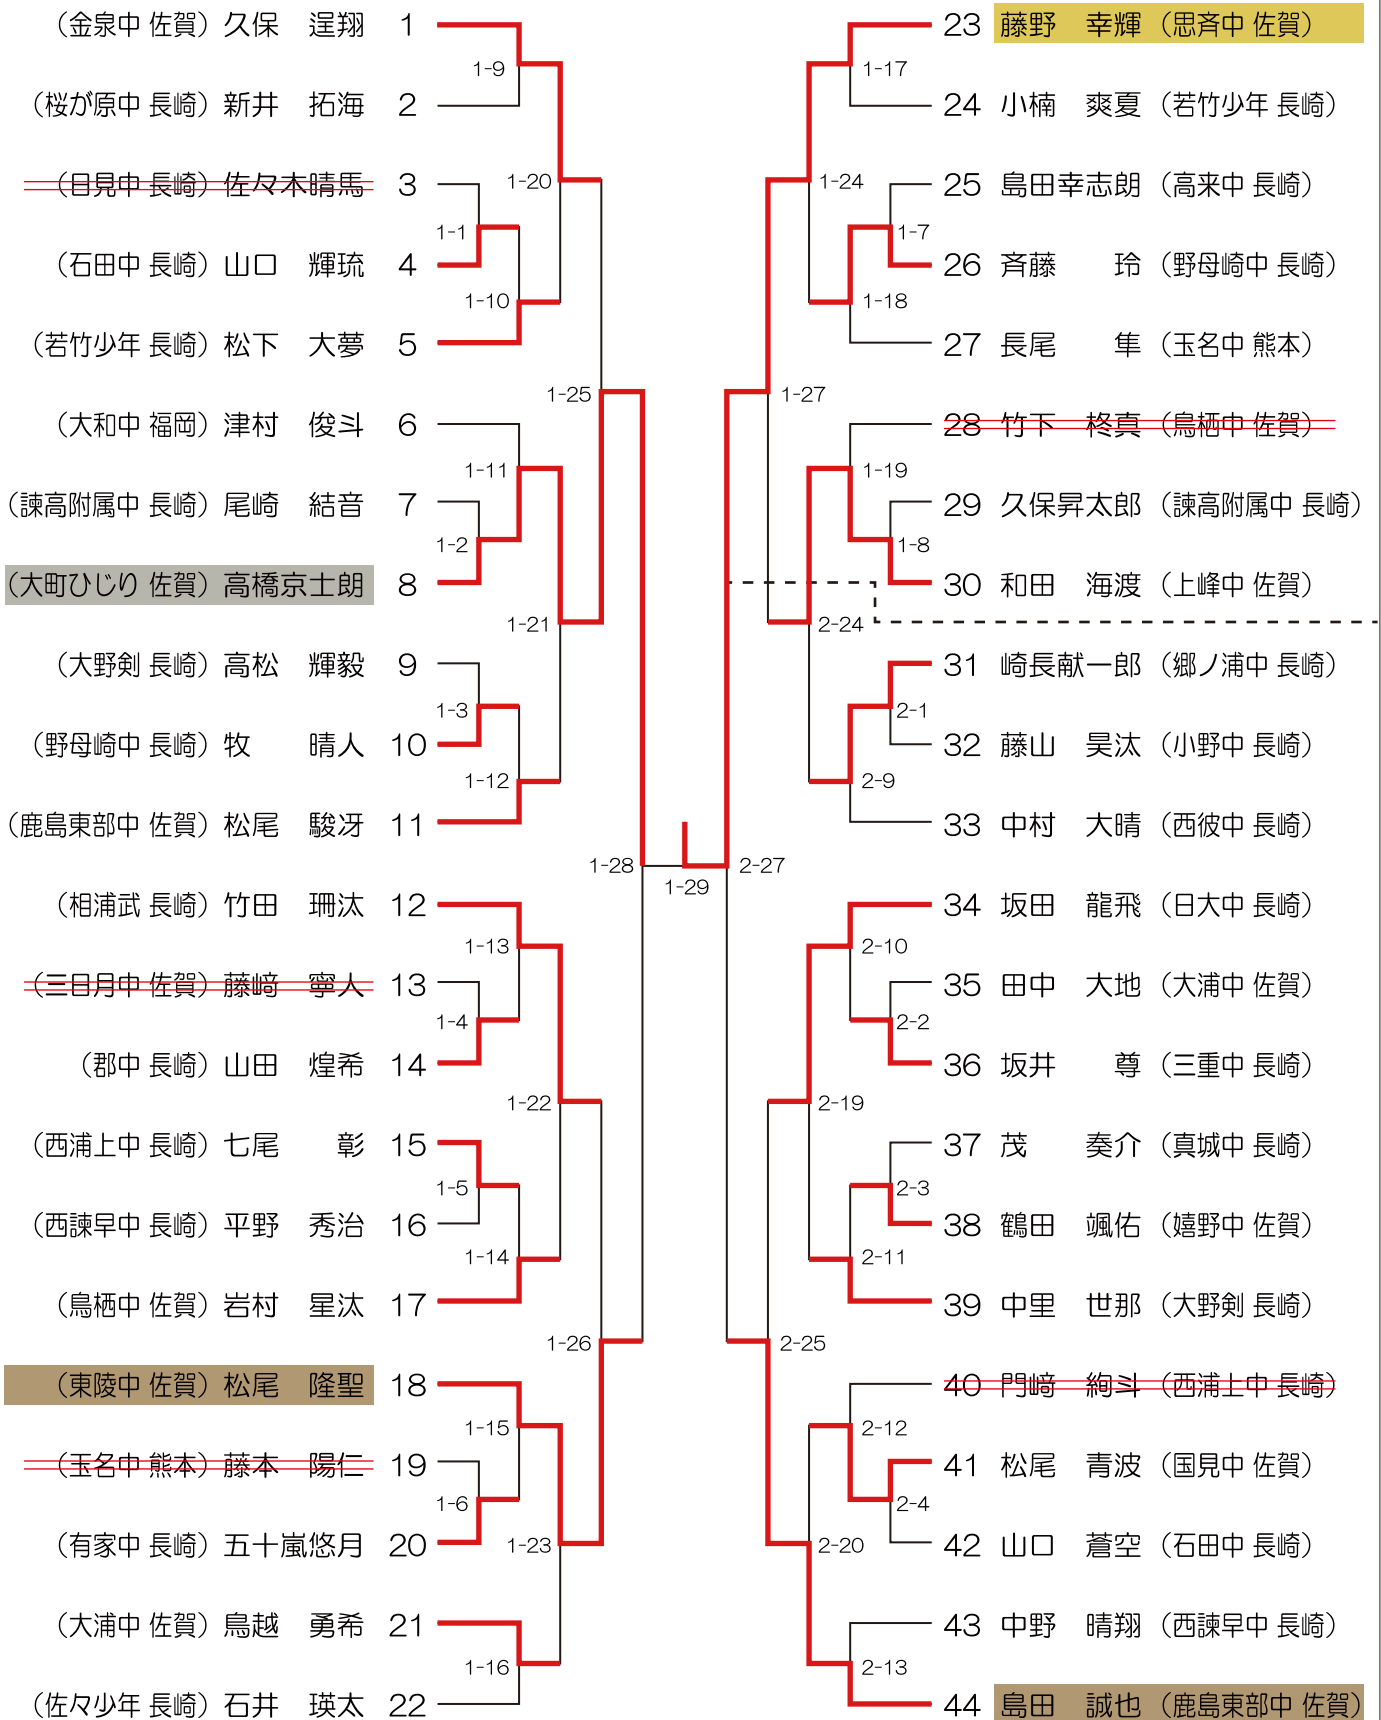 (金泉中 佐賀) 久保　逞翔 1
1-9
(桜が原中 長崎) 新井　拓海 2
(日見中 長崎) 佐々木晴馬 3
1-20
1-1
(石田中 長崎) 山口　輝琉 4
1-10
(若竹少年 長崎) 松下　大夢 5
1-25
(大和中 福岡) 津村　俊斗 6
1-11
(諫高附属中 長崎) 尾崎　結音 7
1-2
(大町ひじり 佐賀) 高橋京士朗 8
1-21
(大野剣 長崎) 高松　輝毅 9
1-3
(野母崎中 長崎) 牧　　晴人 10
1-12
(鹿島東部中 佐賀) 松尾　駿冴 11
1-28
(相浦武 長崎) 竹田　珊汰 12
1-13
(三日月中 佐賀) 藤﨑　寧人 13
1-4
(郡中 長崎) 山田　煌希 14
1-22
(西浦上中 長崎) 七尾　　彰 15
1-5
(西諫早中 長崎) 平野　秀治 16
1-14
(鳥栖中 佐賀) 岩村　星汰 17
1-26
(東陵中 佐賀) 松尾　隆聖 18
1-15
(玉名中 熊本) 藤本　陽仁 19
1-6
(有家中 長崎) 五十嵐悠月 20
1-23
(大浦中 佐賀) 鳥越　勇希 21
1-16
(佐々少年 長崎) 石井　瑛太 22
1-29
23 藤野　幸輝 (思斉中 佐賀)
1-17
24 小楠　爽夏 (若竹少年 長崎)
1-24
25 島田幸志朗 (高来中 長崎)
1-7
26 斉藤　　玲 (野母崎中 長崎)
1-18
27 長尾　　隼 (玉名中 熊本)
1-27
28 竹下　柊真 (鳥栖中 佐賀)
1-19
29 久保昇太郎 (諫高附属中 長崎)
1-8
30 和田　海渡 (上峰中 佐賀)
2-24
31 崎長献一郎 (郷ノ浦中 長崎)
2-1
32 藤山　昊汰 (小野中 長崎)
2-9
33 中村　大晴 (西彼中 長崎)
2-27
34 坂田　龍飛 (日大中 長崎)
2-10
35 田中　大地 (大浦中 佐賀)
2-2
36 坂井　　尊 (三重中 長崎)
2-19
37 茂　　奏介 (真城中 長崎)
2-3
38 鶴田　颯佑 (嬉野中 佐賀)
2-11
39 中里　世那 (大野剣 長崎)
2-25
40 門﨑　絢斗 (西浦上中 長崎)
2-12
41 松尾　青波 (国見中 佐賀)
2-4
42 山口　蒼空 (石田中 長崎)
2-20
43 中野　晴翔 (西諫早中 長崎)
2-13
44 島田　誠也 (鹿島東部中 佐賀)